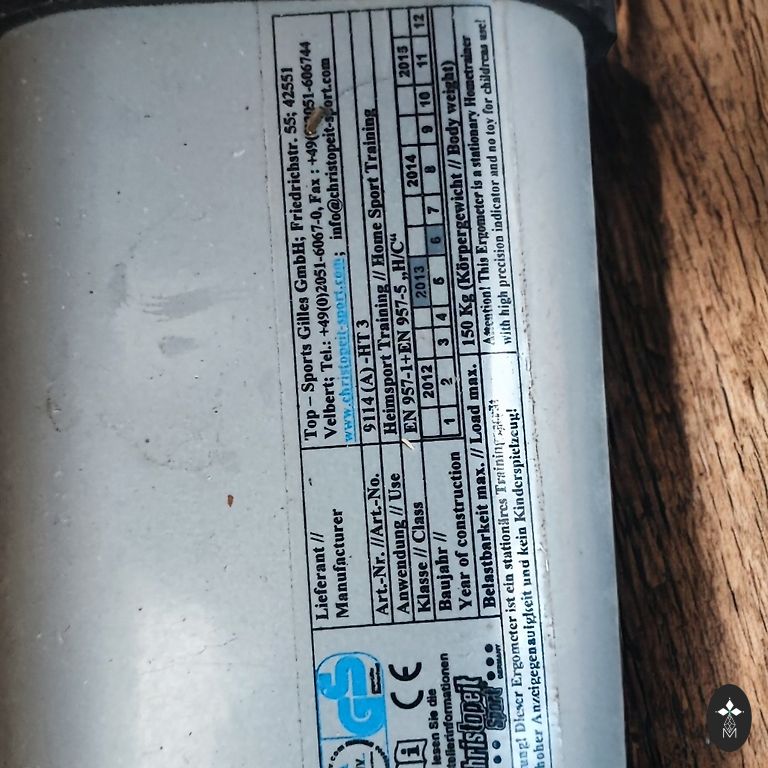 Lieferant //
Manufacturer
Top – Sports Gilles GmbH; Friedrichstr. 55; 42551
Velbert; Tel.: +49(0)2051-6067-0, Fax : +49(0)2051-606744
www.christopeit-sport.com; info@christopeit-sport.com
Art.-Nr. //Art.-No.
9114 (A) -HT 3
Anwendung // Use
Heimsport Training // Home Sport Training
Klasse // Class
EN 957-1+EN 957-5 „H/C“
Baujahr //
Year of construction
2012 2013 2014 2015
1 2 3 4 5 6 7 8 9 10 11 12
Belastbarkeit max. // Load max.
150 Kg (Körpergewicht // Body weight)
Dieser Ergometer ist ein stationäres
hoher Anzeigegenauigkeit und kein Kinderspielzeug!
Attention! This Ergometer is a stationary Hometrainer
with high precision indicator and no toy for childrens use!
GS
CE
i
lesen Sie die
Christopeit
Sport
GERMANY
M